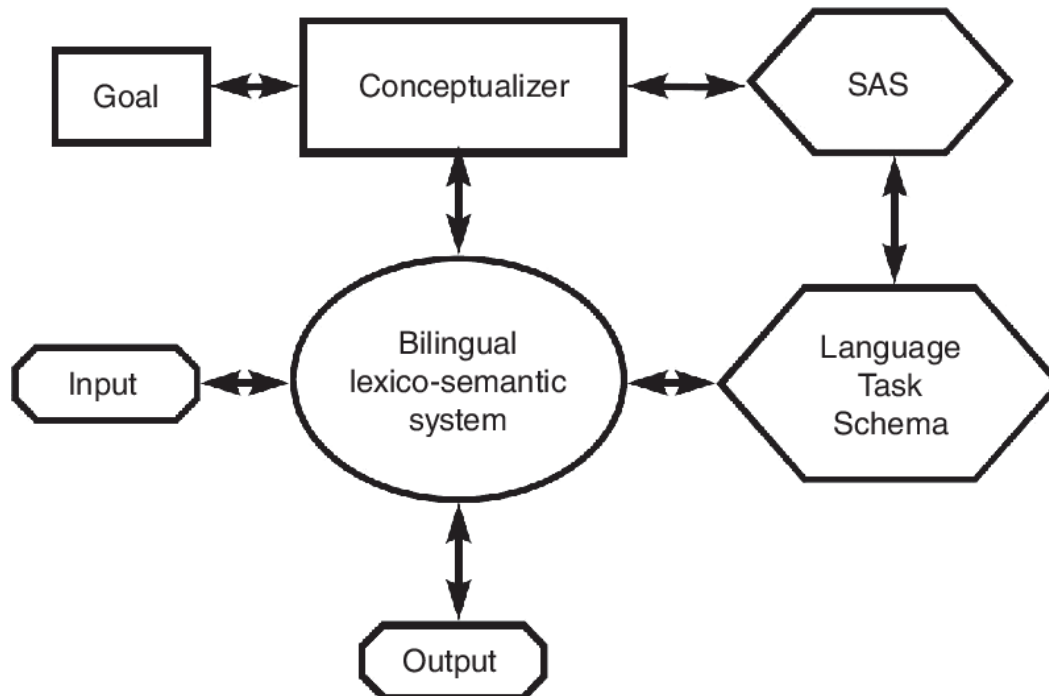 Goal
Conceptualizer
SAS
Input
Bilingual
lexico-semantic
system
Language
Task
Schema
Output